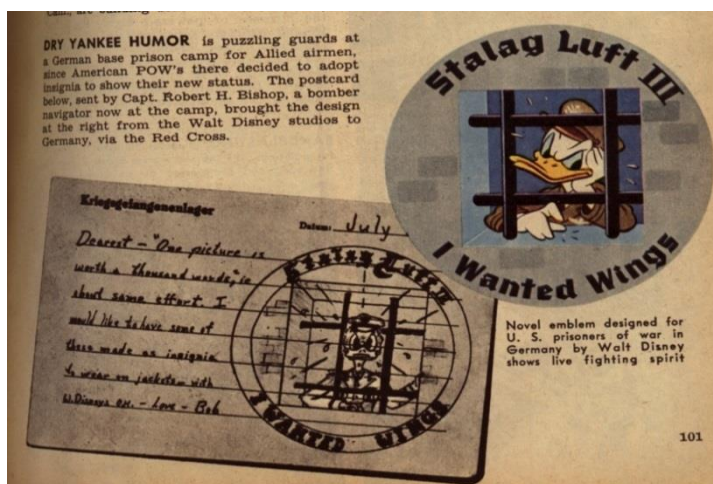 DRY YANKEE HUMOR is puzzling guards at
a German base prison camp for Allied airmen,
since American POW's there decided to adopt
insignia to show their new status. The postcard
below, sent by Capt. Robert H. Bishop, a bomber
navigator now at the camp, brought the design
at the right from the Walt Disney studios to
Germany, via the Red Cross.
Stalag Luft III
I Wanted Wings
Kriegsgefangenenlager
Datum: July
Dearest - "One picture is
worth a thousand words," is
about some effort I
would like to have some of
these made as insignia
to wear on jackets with
W. Disney's O.K. - Love - Bob
Stalag Luft
I WANTED WINGS
Novel emblem designed for
U. S. prisoners of war in
Germany by Walt Disney
shows live fighting spirit
101